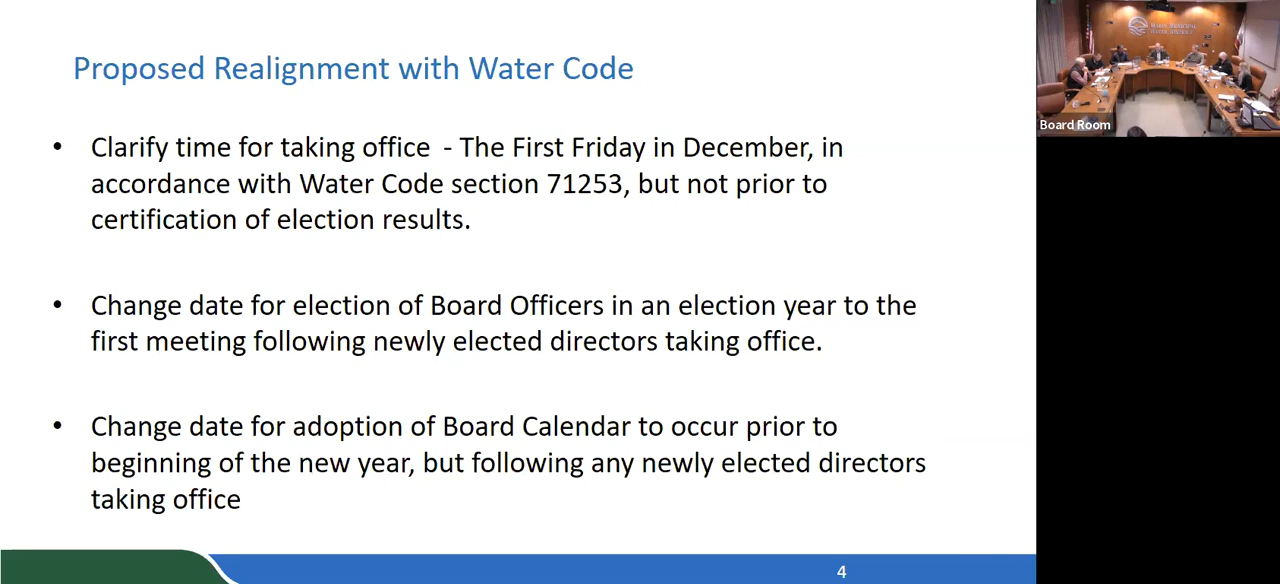 Proposed Realignment with Water Code
• Clarify time for taking office - The First Friday in December, in
accordance with Water Code section 71253, but not prior to
certification of election results.
• Change date for election of Board Officers in an election year to the
first meeting following newly elected directors taking office.
• Change date for adoption of Board Calendar to occur prior to
beginning of the new year, but following any newly elected directors
taking office
4
MARIN MUNICIPAL
WATER DISTRICT
Board Room